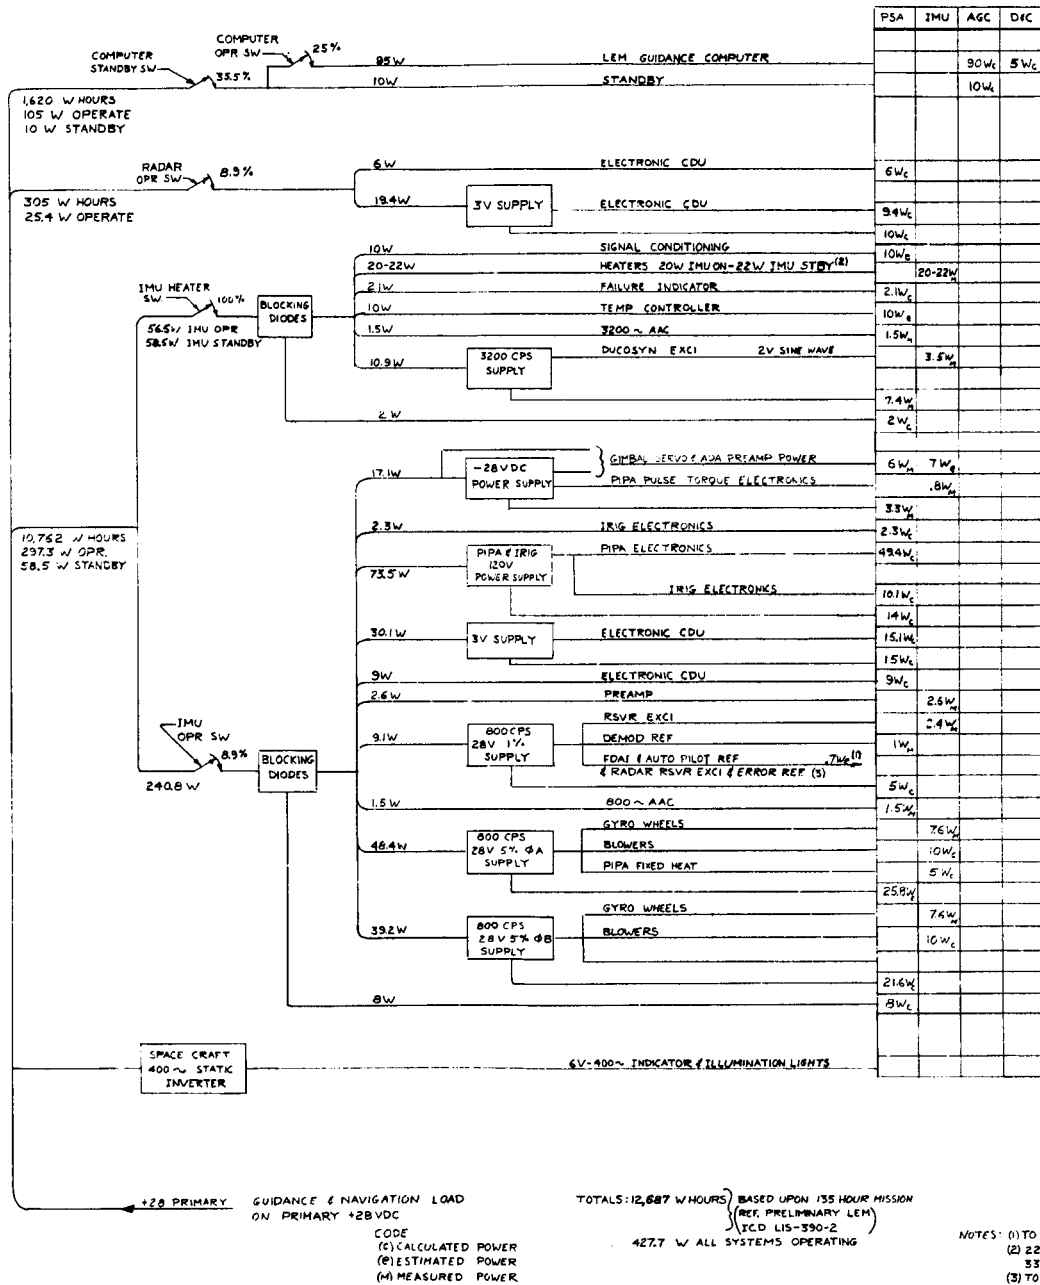 PSA IMU AGC DSC
COMPUTER OPR SW
25%
COMPUTER STANDBY SW
35.5%
95W LEM GUIDANCE COMPUTER 90Wc 5Wc
10W STANDBY 10Wc
1,620 W HOURS
105 W OPERATE
10 W STANDBY
RADAR OPR SW
8.9%
6W ELECTRONIC CDU 6Wc
305 W HOURS
25.4 W OPERATE
19.4W 3V SUPPLY ELECTRONIC CDU 9.4Wc
10Wc
10W SIGNAL CONDITIONING 10We
20-22W HEATERS 20W IMU ON-22W IMU STBY(2) 20-22WM
IMU HEATER SW.
100%
BLOCKING DIODES
2.1W FAILURE INDICATOR 2.1Wc
10W TEMP CONTROLLER 10We
56.5W IMU OPR
58.5W IMU STANDBY
1.5W 3200 ~ AAC 1.5WM
10.9W 3200 CPS SUPPLY DUCOSYN EXCI 2V SINE WAVE 3.5WM
7.4WM
2W 2Wc
17.1W -28VDC POWER SUPPLY
GIMBAL SERVO & ADA PREAMP POWER 6WM 7We
PIPA PULSE TORQUE ELECTRONICS .8WM
3.3WM
10,762 W HOURS
297.3 W OPR.
58.5 W STANDBY
2.3W IRIG ELECTRONICS 2.3Wc
73.5W PIPA & IRIG 120V POWER SUPPLY
PIPA ELECTRONICS 49.4Wc
IRIG ELECTRONICS 10.1Wc
14Wc
30.1W 3V SUPPLY ELECTRONIC CDU 15.1Wc
15Wc
9W ELECTRONIC CDU 9Wc
2.6W PREAMP 2.6WM
IMU OPR SW
8.9%
BLOCKING DIODES
240.8 W
9.1W 800CPS 28V 1% SUPPLY
RSVR EXCI 2.4WM
DEMOD REF 1WM
FDAI & AUTO PILOT REF .7We(1)
& RADAR RSVR EXCI & ERROR REF (3)
5Wc
1.5W 800 ~ AAC 1.5WM
48.4W 800 CPS 28V 5% ΦA SUPPLY
GYRO WHEELS 7.6WM
BLOWERS 10Wc
PIPA FIXED HEAT 5Wc
25.8Wc
39.2W 800 CPS 28V 5% ΦB SUPPLY
GYRO WHEELS 7.6WM
BLOWERS 10Wc
21.6Wc
8W 8Wc
SPACE CRAFT
400 ~ STATIC
INVERTER
6V-400~ INDICATOR & ILLUMINATION LIGHTS
+28 PRIMARY
GUIDANCE & NAVIGATION LOAD
ON PRIMARY +28VDC
CODE
(C) CALCULATED POWER
(e) ESTIMATED POWER
(M) MEASURED POWER
TOTALS: 12,687 W HOURS
BASED UPON 135 HOUR MISSION
(REF. PRELIMINARY LEM)
ICD LIS-390-2
427.7 W ALL SYSTEMS OPERATING
NOTES: (1) TO
(2) 22
33
(3) TO